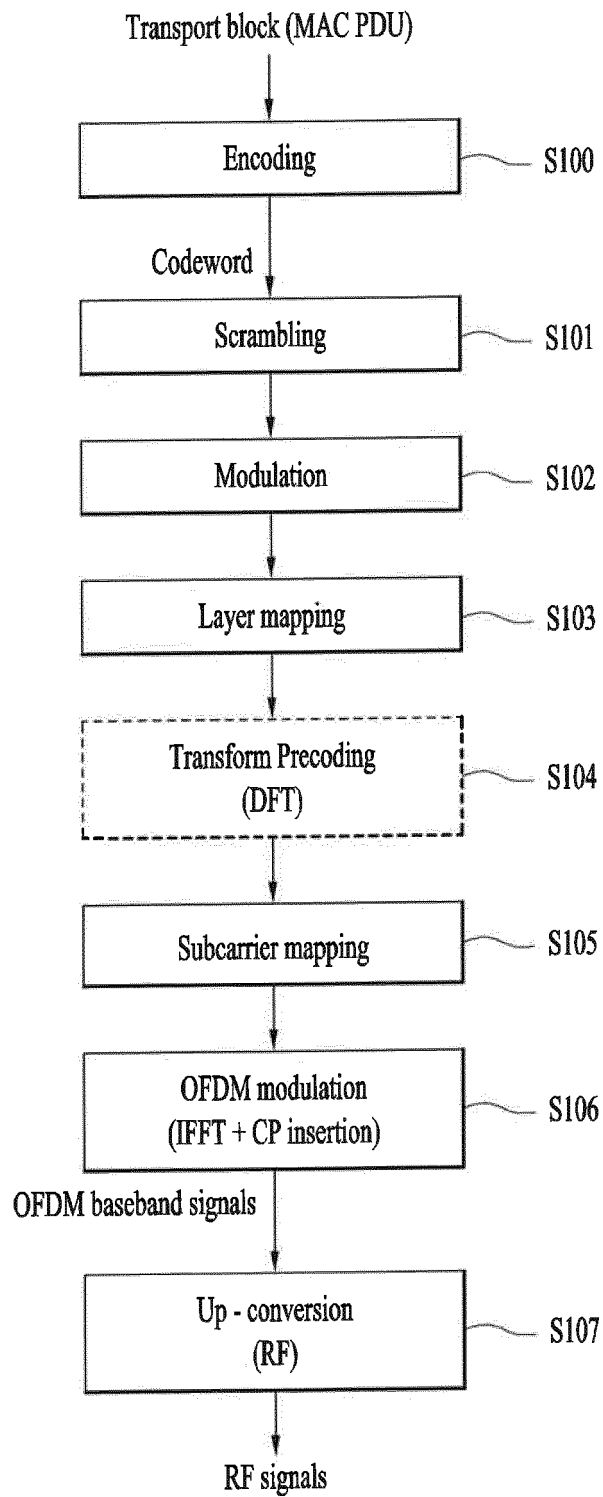 Transport block (MAC PDU)
Encoding
S100
Codeword
Scrambling
S101
Modulation
S102
Layer mapping
S103
Transform Precoding
(DFT)
S104
Subcarrier mapping
S105
OFDM modulation
(IFFT + CP insertion)
S106
OFDM baseband signals
Up - conversion
(RF)
S107
RF signals